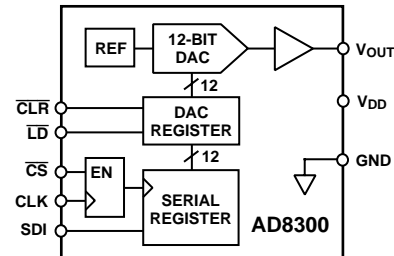 REF
12-BIT
DAC
VOUT
12
VDD
CLR
DAC
REGISTER
LD
12
GND
CS
EN
CLK
SERIAL
REGISTER
SDI
AD8300